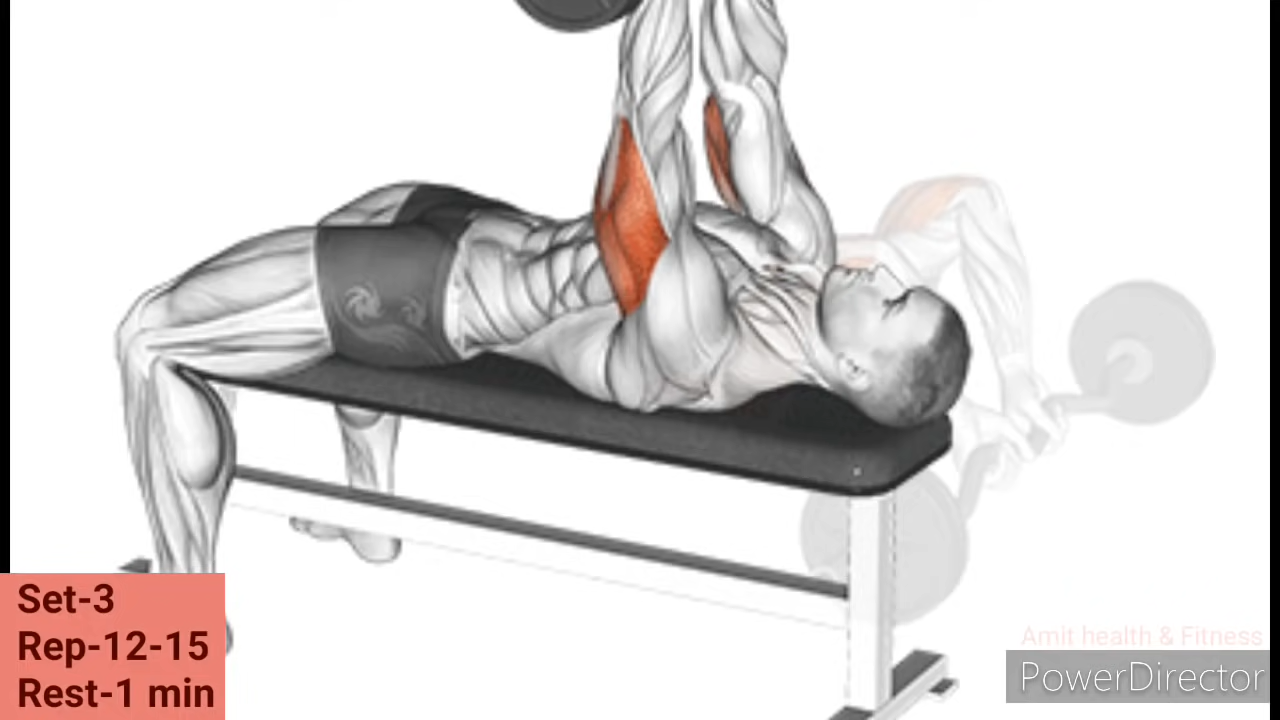 Set-3
Rep-12-15
Rest-1 min
Amit health & Fitness
PowerDirector